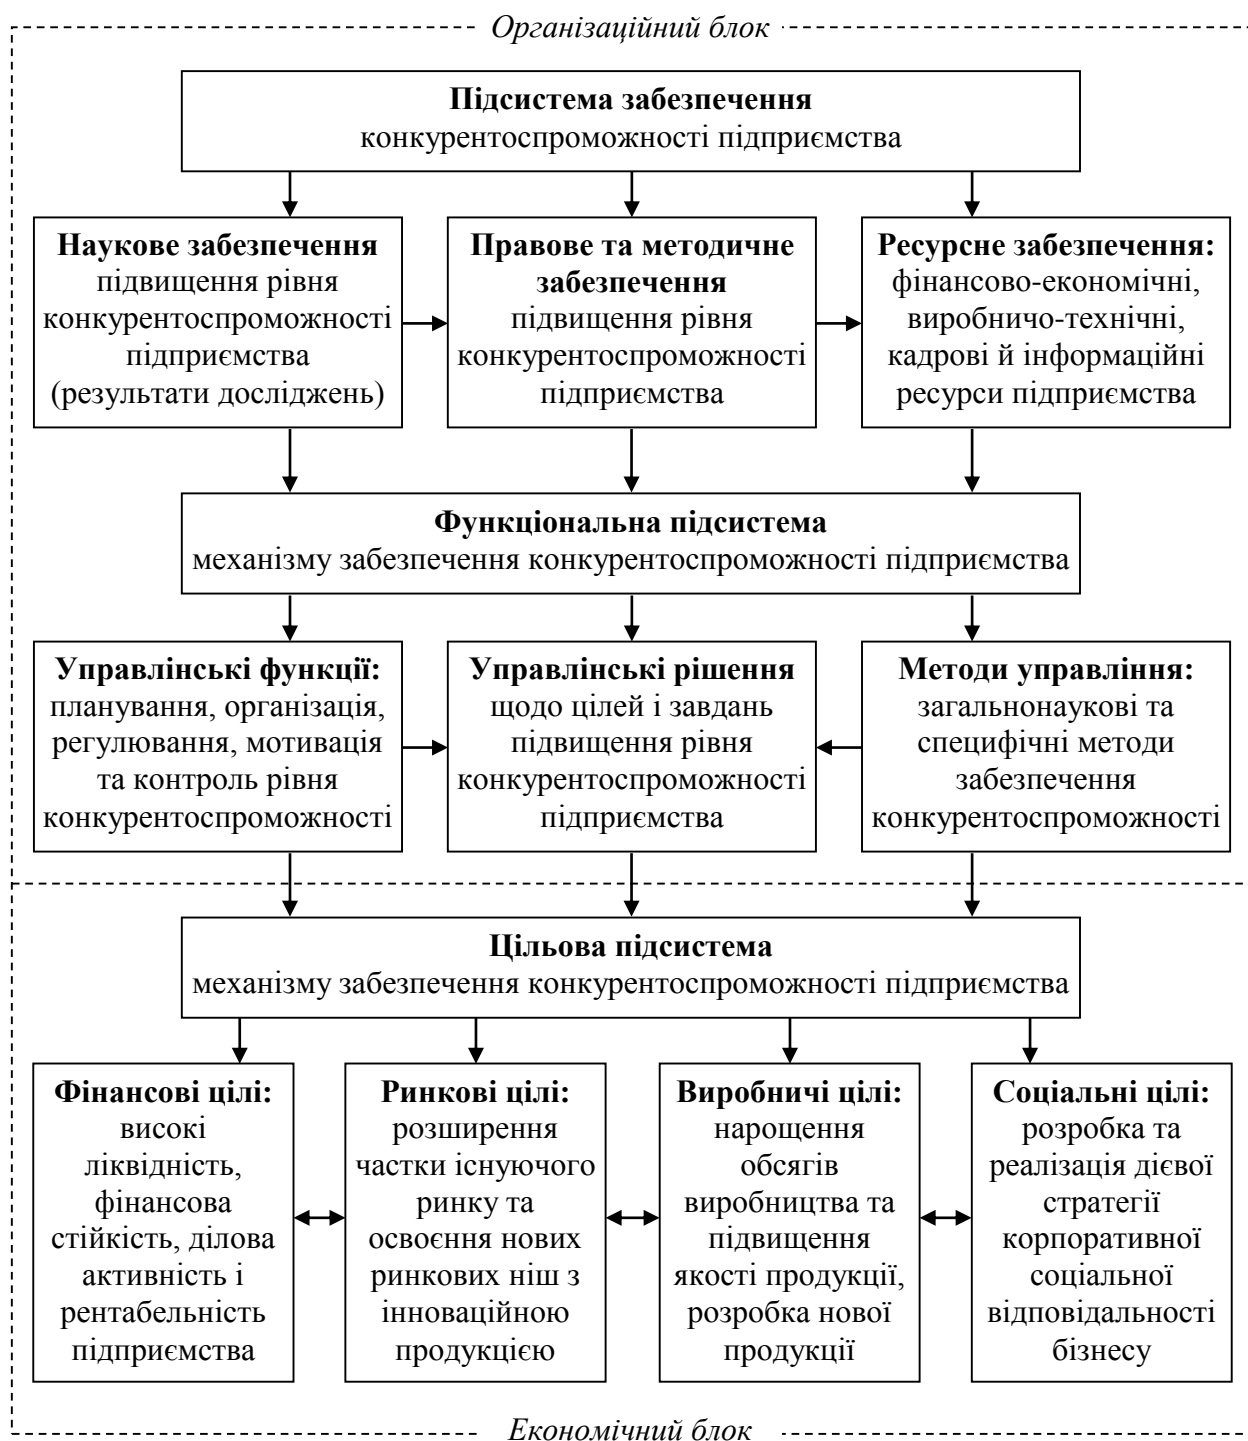 Організаційний блок
Підсистема забезпечення
конкурентоспроможності підприємства
Наукове забезпечення
підвищення рівня
конкурентоспроможності
підприємства
(результати досліджень)
Правове та методичне
забезпечення
підвищення рівня
конкурентоспроможності
підприємства
Ресурсне забезпечення:
фінансово-економічні,
виробничо-технічні,
кадрові й інформаційні
ресурси підприємства
Функціональна підсистема
механізму забезпечення конкурентоспроможності підприємства
Управлінські функції:
планування, організація,
регулювання, мотивація
та контроль рівня
конкурентоспроможності
Управлінські рішення
щодо цілей і завдань
підвищення рівня
конкурентоспроможності
підприємства
Методи управління:
загальнонаукові та
специфічні методи
забезпечення
конкурентоспроможності
Цільова підсистема
механізму забезпечення конкурентоспроможності підприємства
Фінансові цілі:
високі
ліквідність,
фінансова
стійкість, ділова
активність і
рентабельність
підприємства
Ринкові цілі:
розширення
частки існуючого
ринку та
освоєння нових
ринкових ніш з
інноваційною
продукцією
Виробничі цілі:
нарощення
обсягів
виробництва та
підвищення
якості продукції,
розробка нової
продукції
Соціальні цілі:
розробка та
реалізація дієвої
стратегії
корпоративної
соціальної
відповідальності
бізнесу
Економічний блок